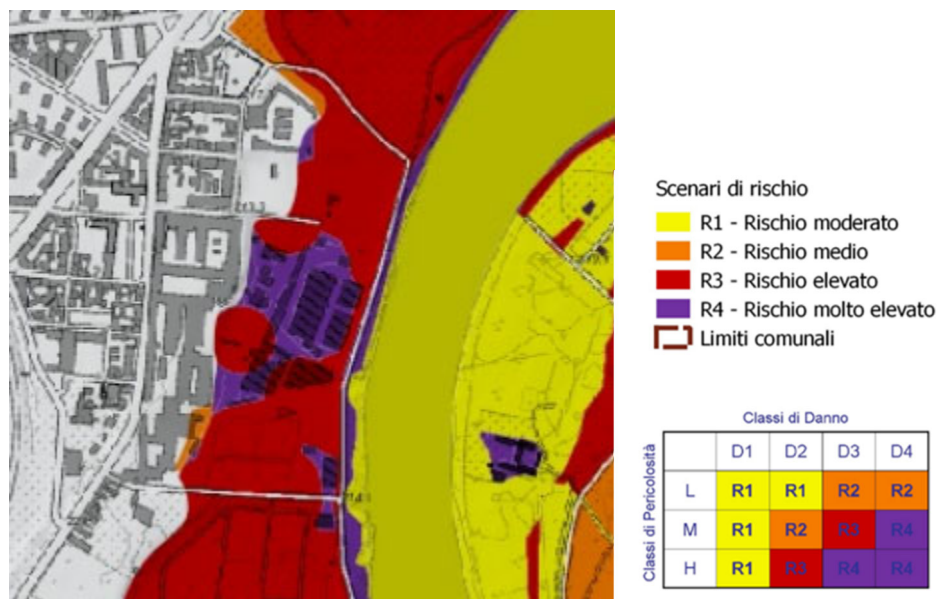 Scenari di rischio
R1 - Rischio moderato
R2 - Rischio medio
R3 - Rischio elevato
R4 - Rischio molto elevato
Limiti comunali
Classi di Danno
Classi di Pericolosità
D1 D2 D3 D4
L R1 R1 R2 R2
M R1 R2 R3 R4
H R1 R3 R4 R4